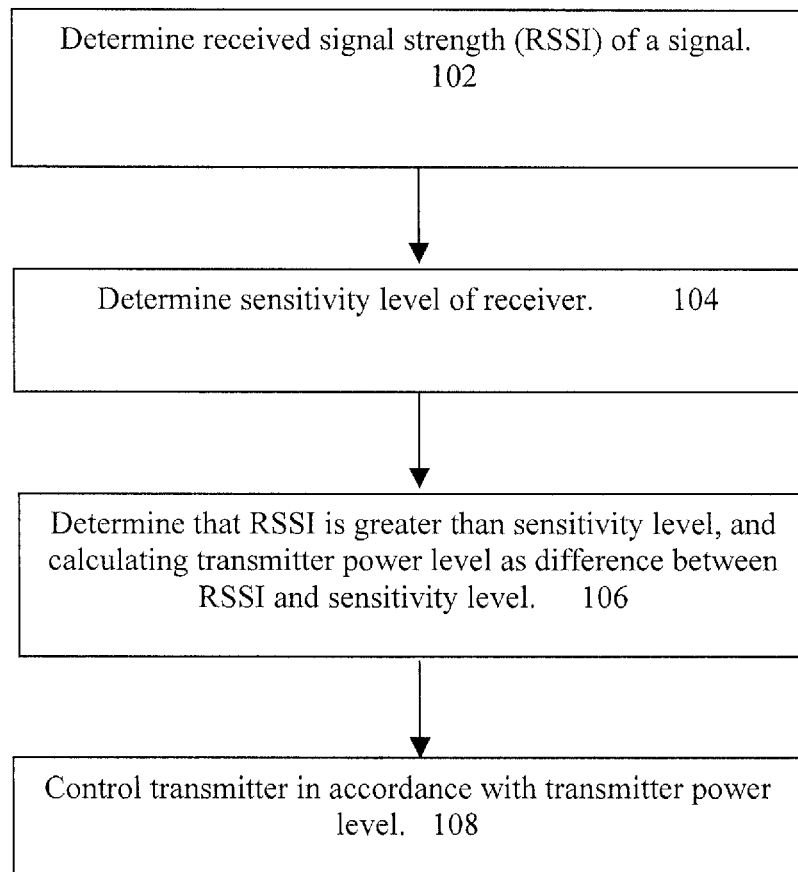 Determine received signal strength (RSSI) of a signal.
102
Determine sensitivity level of receiver. 104
Determine that RSSI is greater than sensitivity level, and
calculating transmitter power level as difference between
RSSI and sensitivity level. 106
Control transmitter in accordance with transmitter power
level. 108